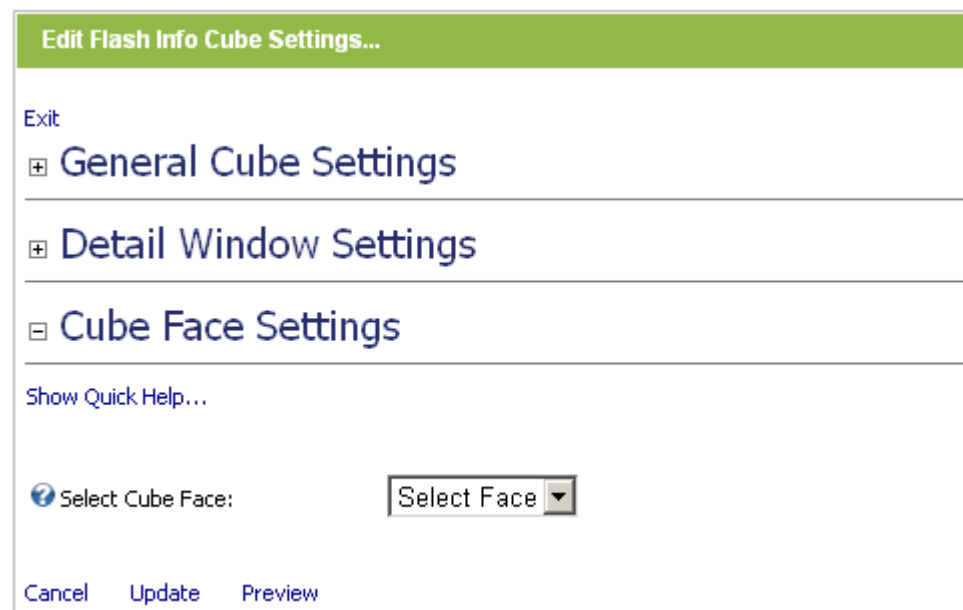 Edit Flash Info Cube Settings...
Exit
General Cube Settings
Detail Window Settings
Cube Face Settings
Show Quick Help...
Select Cube Face: Select Face
Cancel Update Preview